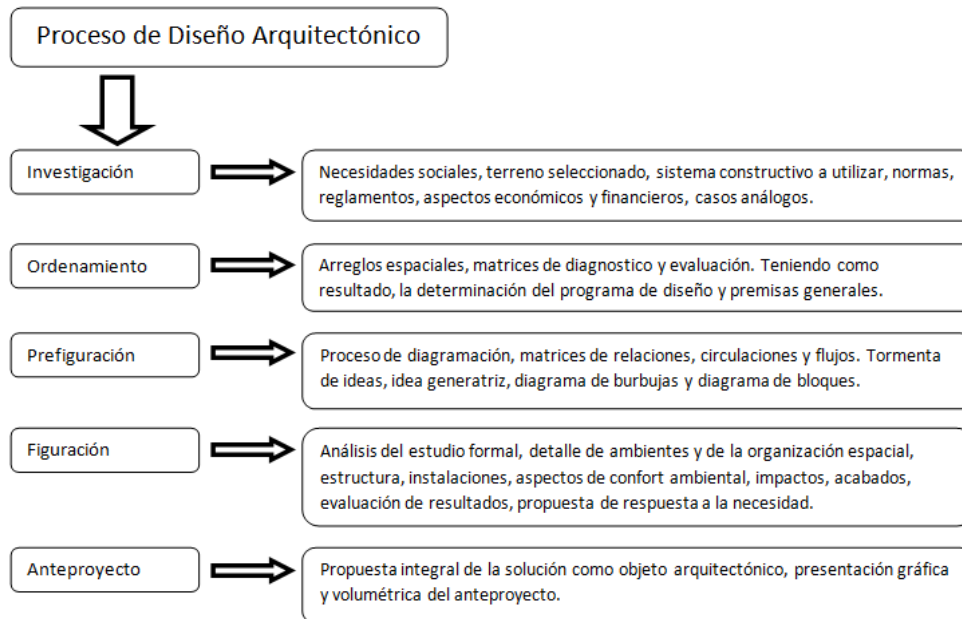 Proceso de Diseño Arquitectónico
Investigación
Necesidades sociales, terreno seleccionado, sistema constructivo a utilizar, normas,
reglamentos, aspectos económicos y financieros, casos análogos.
Ordenamiento
Arreglos espaciales, matrices de diagnostico y evaluación. Teniendo como
resultado, la determinación del programa de diseño y premisas generales.
Prefiguración
Proceso de diagramación, matrices de relaciones, circulaciones y flujos. Tormenta
de ideas, idea generatriz, diagrama de burbujas y diagrama de bloques.
Figuración
Análisis del estudio formal, detalle de ambientes y de la organización espacial,
estructura, instalaciones, aspectos de confort ambiental, impactos, acabados,
evaluación de resultados, propuesta de respuesta a la necesidad.
Anteproyecto
Propuesta integral de la solución como objeto arquitectónico, presentación gráfica
y volumétrica del anteproyecto.